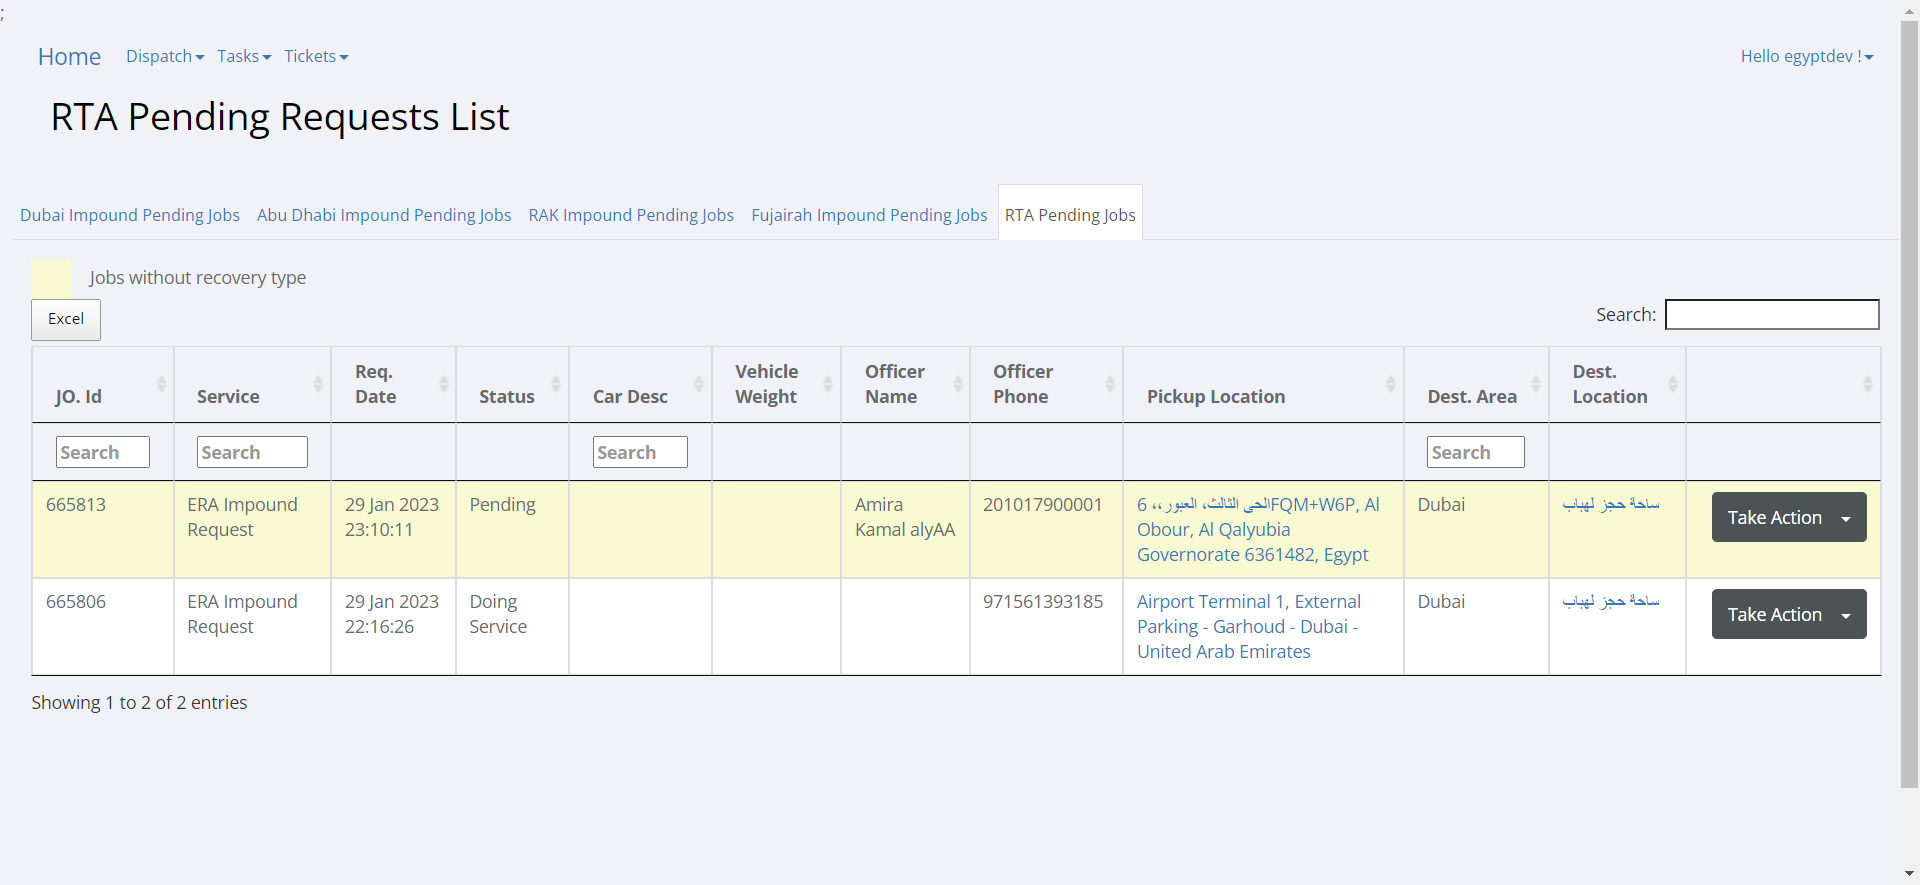 ;
Home Dispatch Tasks Tickets Hello egyptdev !
RTA Pending Requests List
Dubai Impound Pending Jobs Abu Dhabi Impound Pending Jobs RAK Impound Pending Jobs Fujairah Impound Pending Jobs RTA Pending Jobs
Jobs without recovery type
Excel
Search:
JO. Id
Service
Req.
Date
Status
Car Desc
Vehicle
Weight
Officer
Name
Officer
Phone
Pickup Location
Dest. Area
Dest.
Location
Search Search Search Search
665813
ERA Impound
Request
29 Jan 2023
23:10:11
Pending
Amira
Kamal alyAA
201017900001
6 الحى الثالث، العبور،،FQM+W6P, Al
Obour, Al Qalyubia
Governorate 6361482, Egypt
Dubai
ساحة حجز لهباب
Take Action
665806
ERA Impound
Request
29 Jan 2023
22:16:26
Doing
Service
971561393185
Airport Terminal 1, External
Parking - Garhoud - Dubai -
United Arab Emirates
Dubai
ساحة حجز لهباب
Take Action
Showing 1 to 2 of 2 entries